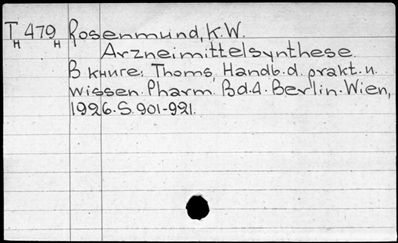 T 479 Rosenmund, K.W.
н н
Arzneimittelsynthese.
В книге: Thoms, Handb. d. prakt. u.
wissen. Pharm. Bd.4. Berlin-Wien,
1926. S. 901-921.